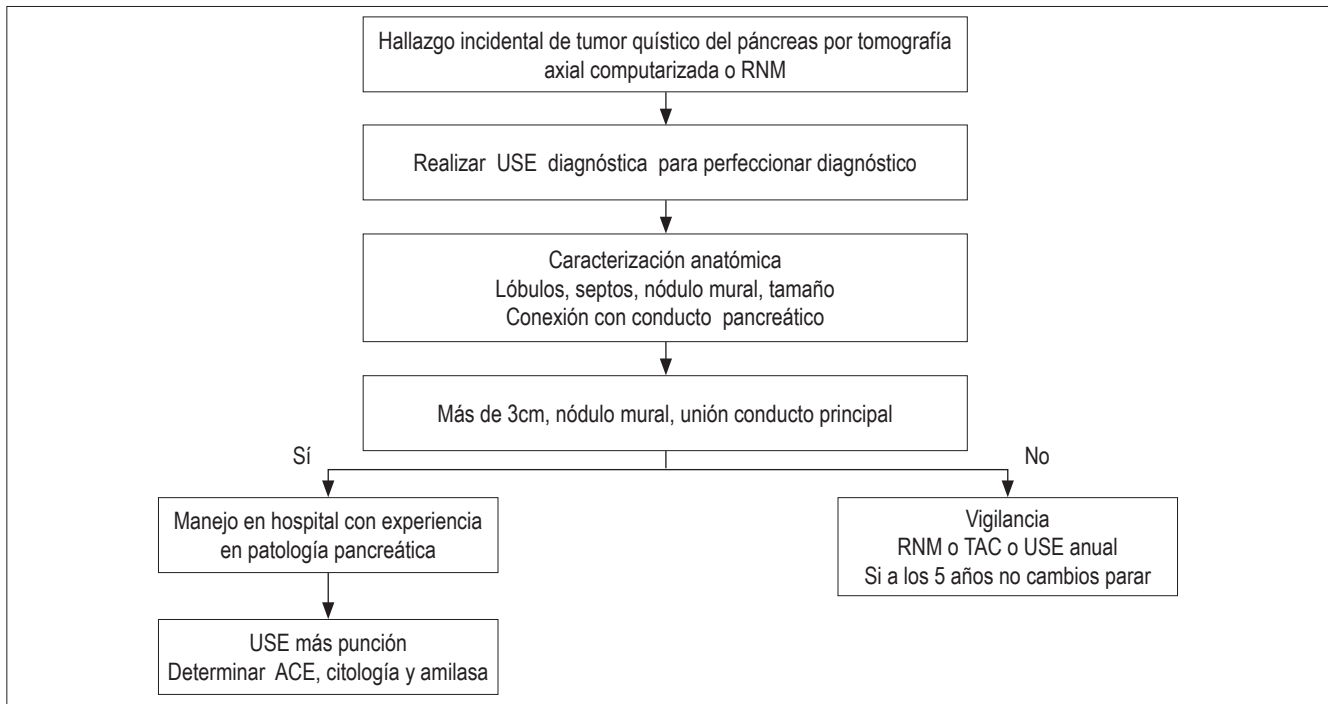 Hallazgo incidental de tumor quístico del páncreas por tomografía
axial computarizada o RNM
Realizar USE diagnóstica para perfeccionar diagnóstico
Caracterización anatómica
Lóbulos, septos, nódulo mural, tamaño
Conexión con conducto pancreático
Más de 3cm, nódulo mural, unión conducto principal
Sí
No
Manejo en hospital con experiencia
en patología pancreática
Vigilancia
RNM o TAC o USE anual
Si a los 5 años no cambios parar
USE más punción
Determinar ACE, citología y amilasa